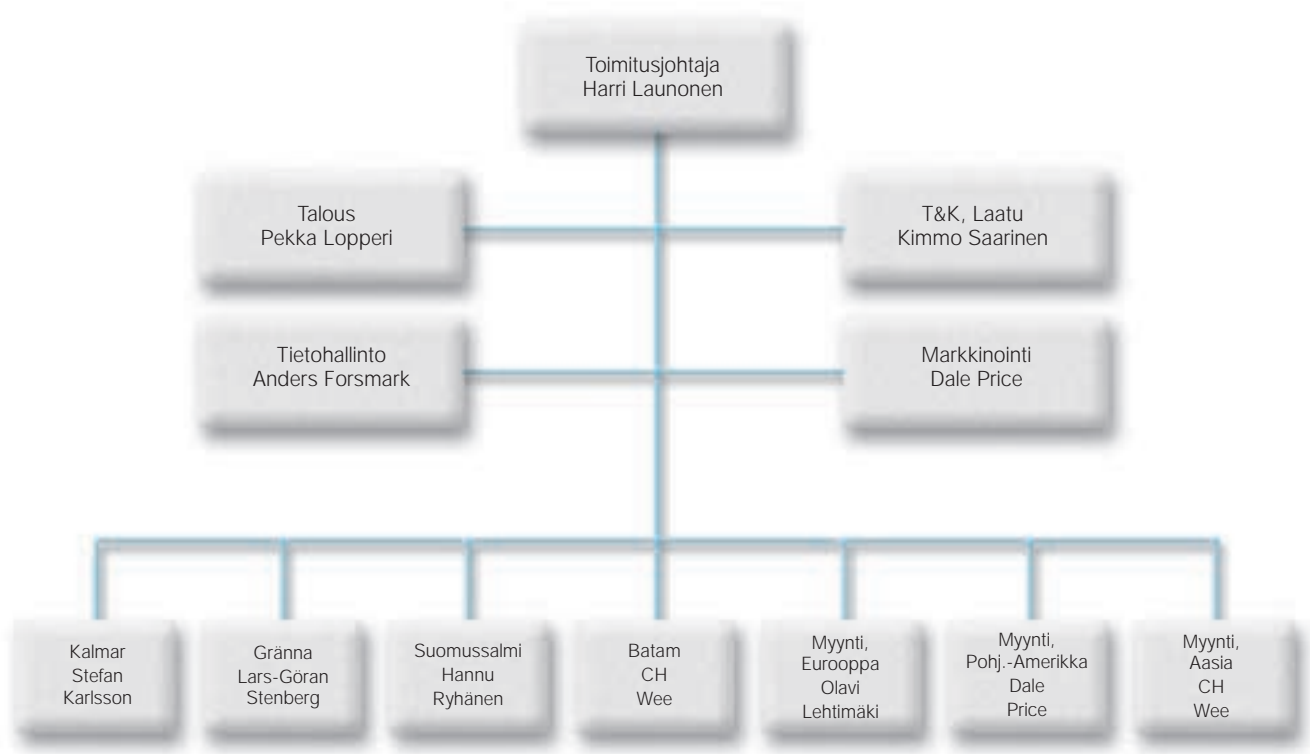 Toimitusjohtaja
Harri Launonen
Talous
Pekka Lopperi
T&K, Laatu
Kimmo Saarinen
Tietohallinto
Anders Forsmark
Markkinointi
Dale Price
Kalmar
Stefan
Karlsson
Gränna
Lars-Göran
Stenberg
Suomussalmi
Hannu
Ryhänen
Batam
CH
Wee
Myynti,
Eurooppa
Olavi
Lehtimäki
Myynti,
Pohj.-Amerikka
Dale
Price
Myynti,
Aasia
CH
Wee